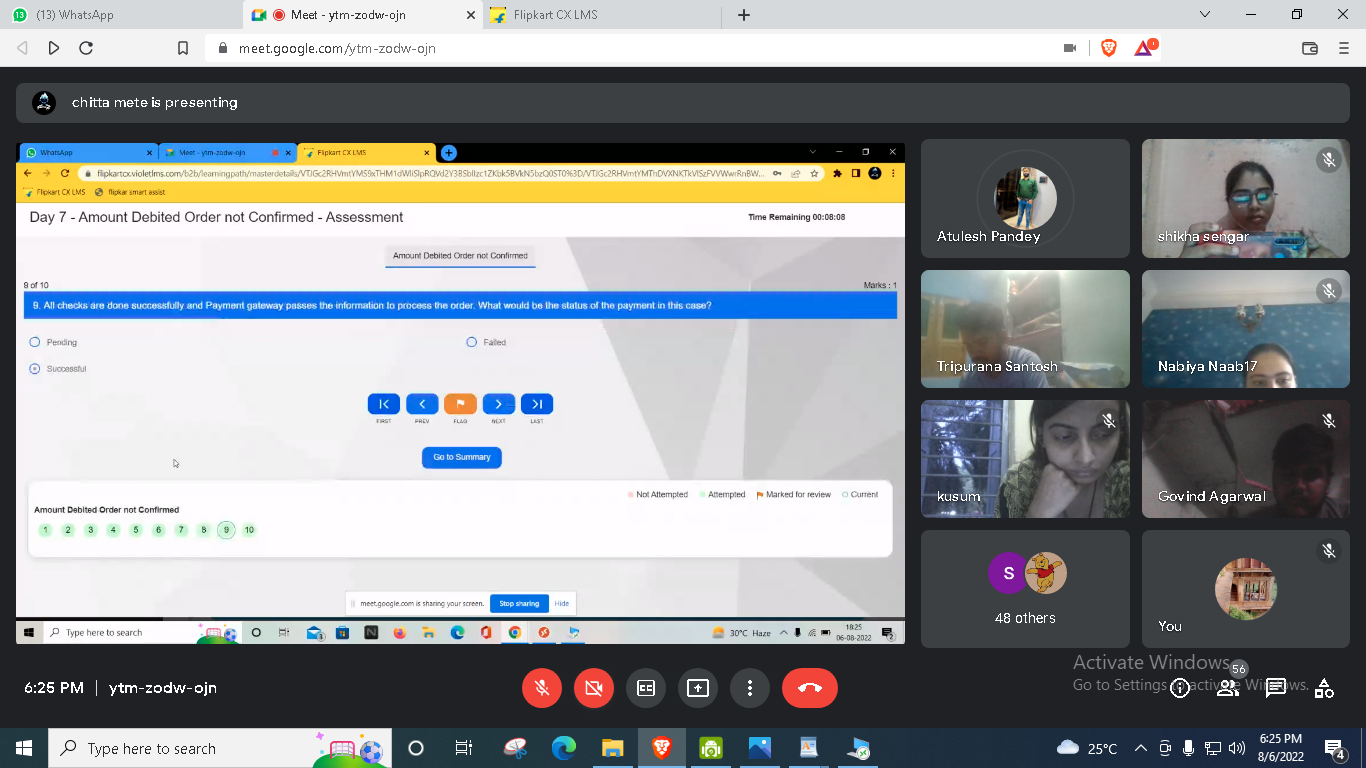 (13) WhatsApp
Meet - ytm-zodw-ojn
Flipkart CX LMS
meet.google.com/ytm-zodw-ojn
chitta mete is presenting
WhatsApp
Meet - ytm-zodw-ojn
Flipkart CX LMS
Flipkart CX LMS
flipkar smart assist
Day 7 - Amount Debited Order not Confirmed - Assessment
Time Remaining 00:08:08
Amount Debited Order not Confirmed
9 of 10
Marks : 1
9. All checks are done successfully and Payment gateway passes the information to process the order. What would be the status of the payment in this case?
Pending
Failed
Successful
FIRST
PREV
FLAG
NEXT
LAST
Go to Summary
Not Attempted
Attempted
Marked for review
Current
Amount Debited Order not Confirmed
1 2 3 4 5 6 7 8 9 10
meet.google.com is sharing your screen.
Stop sharing
Hide
Type here to search
30°C Haze
18:25
06-08-2022
Atulesh Pandey
shikha sengar
Tripurana Santosh
Nabiya Naab17
kusum
Govind Agarwal
S
48 others
You
Activate Windows
Go to Settings to activate Windows.
56
6:25 PM | ytm-zodw-ojn
Type here to search
25°C
6:25 PM
8/6/2022
4